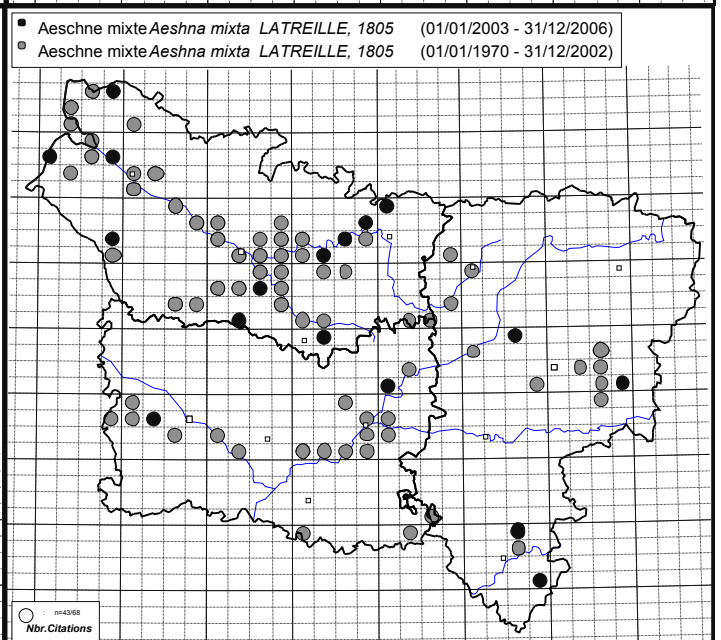 Aeschne mixte Aeshna mixta LATREILLE, 1805 (01/01/2003 - 31/12/2006)
Aeschne mixte Aeshna mixta LATREILLE, 1805 (01/01/1970 - 31/12/2002)
: n=43/68
Nbr.Citations